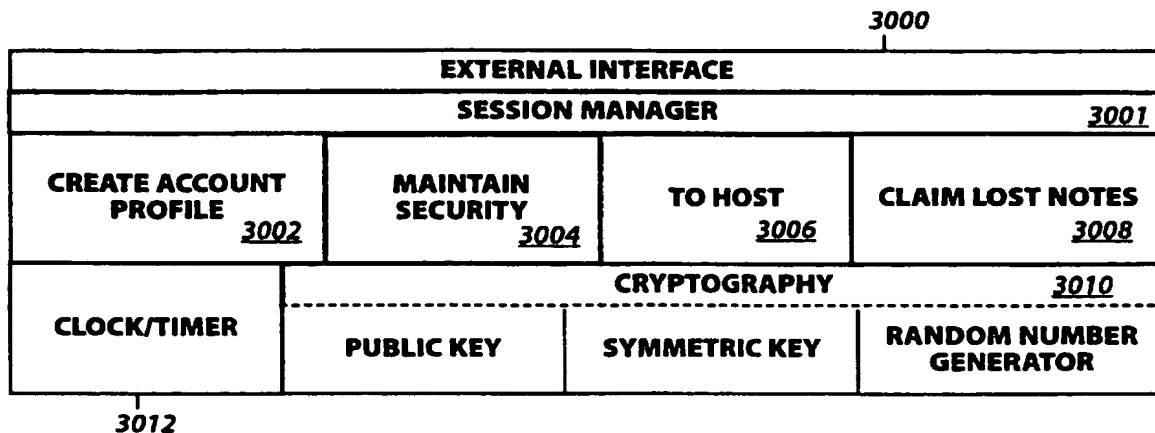 3000
EXTERNAL INTERFACE
SESSION MANAGER
3001
CREATE ACCOUNT
PROFILE
3002
MAINTAIN
SECURITY
3004
TO HOST
3006
CLAIM LOST NOTES
3008
CLOCK/TIMER
CRYPTOGRAPHY
3010
PUBLIC KEY
SYMMETRIC KEY
RANDOM NUMBER
GENERATOR
3012